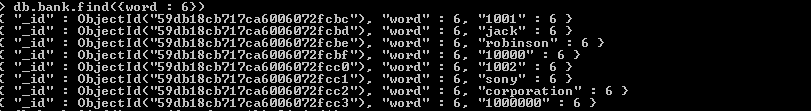 > db.bank.find({word : 6})
{ "_id" : ObjectId("59db18cb717ca6006072fcbc"), "word" : 6, "1001" : 6 }
{ "_id" : ObjectId("59db18cb717ca6006072fcbd"), "word" : 6, "jack" : 6 }
{ "_id" : ObjectId("59db18cb717ca6006072fcbe"), "word" : 6, "robinson" : 6 }
{ "_id" : ObjectId("59db18cb717ca6006072fcbf"), "word" : 6, "10000" : 6 }
{ "_id" : ObjectId("59db18cb717ca6006072fcc0"), "word" : 6, "1002" : 6 }
{ "_id" : ObjectId("59db18cb717ca6006072fcc1"), "word" : 6, "sony" : 6 }
{ "_id" : ObjectId("59db18cb717ca6006072fcc2"), "word" : 6, "corporation" : 6 }
{ "_id" : ObjectId("59db18cb717ca6006072fcc3"), "word" : 6, "1000000" : 6 }